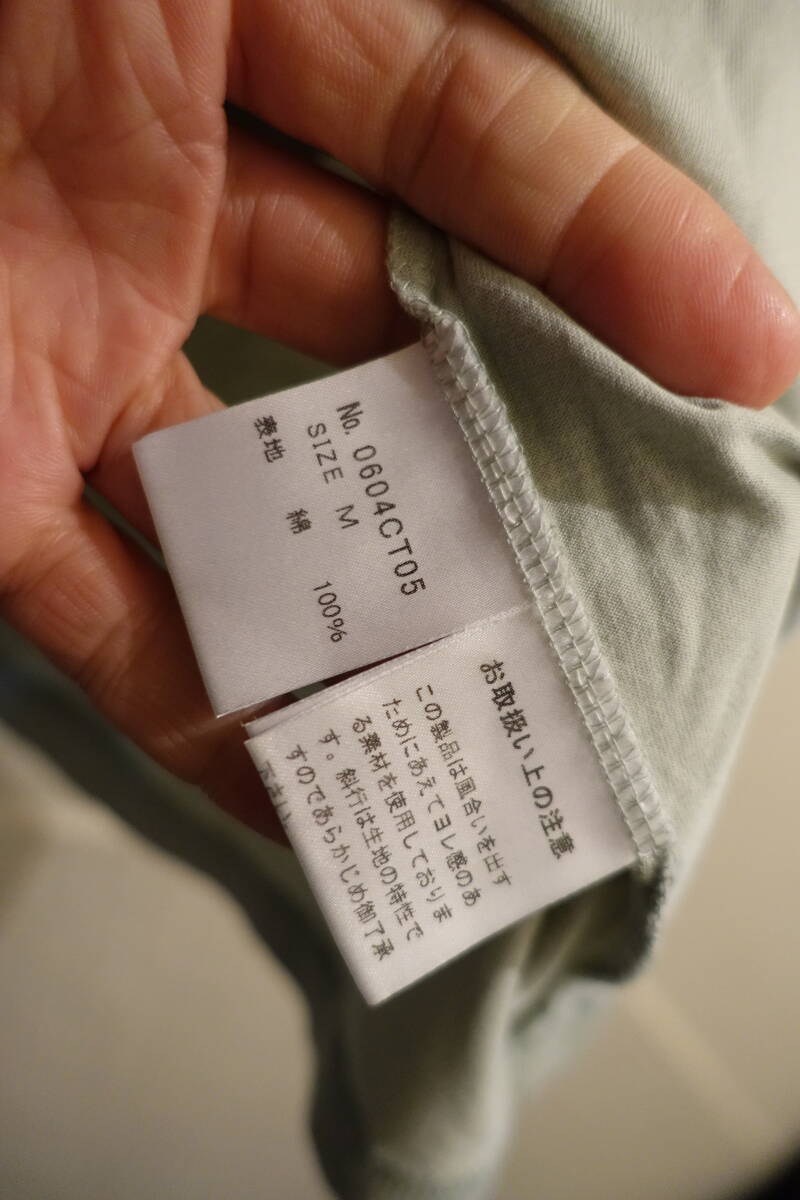 No. 0604CT05
SIZE M
表地 綿 100%
お取扱い上の注意
この製品は風合いを出す
ためにあえてヨレ感のあ
る素材を使用しておりま
す。斜行は生地の特性で
すのであらかじめ御了承
下さい